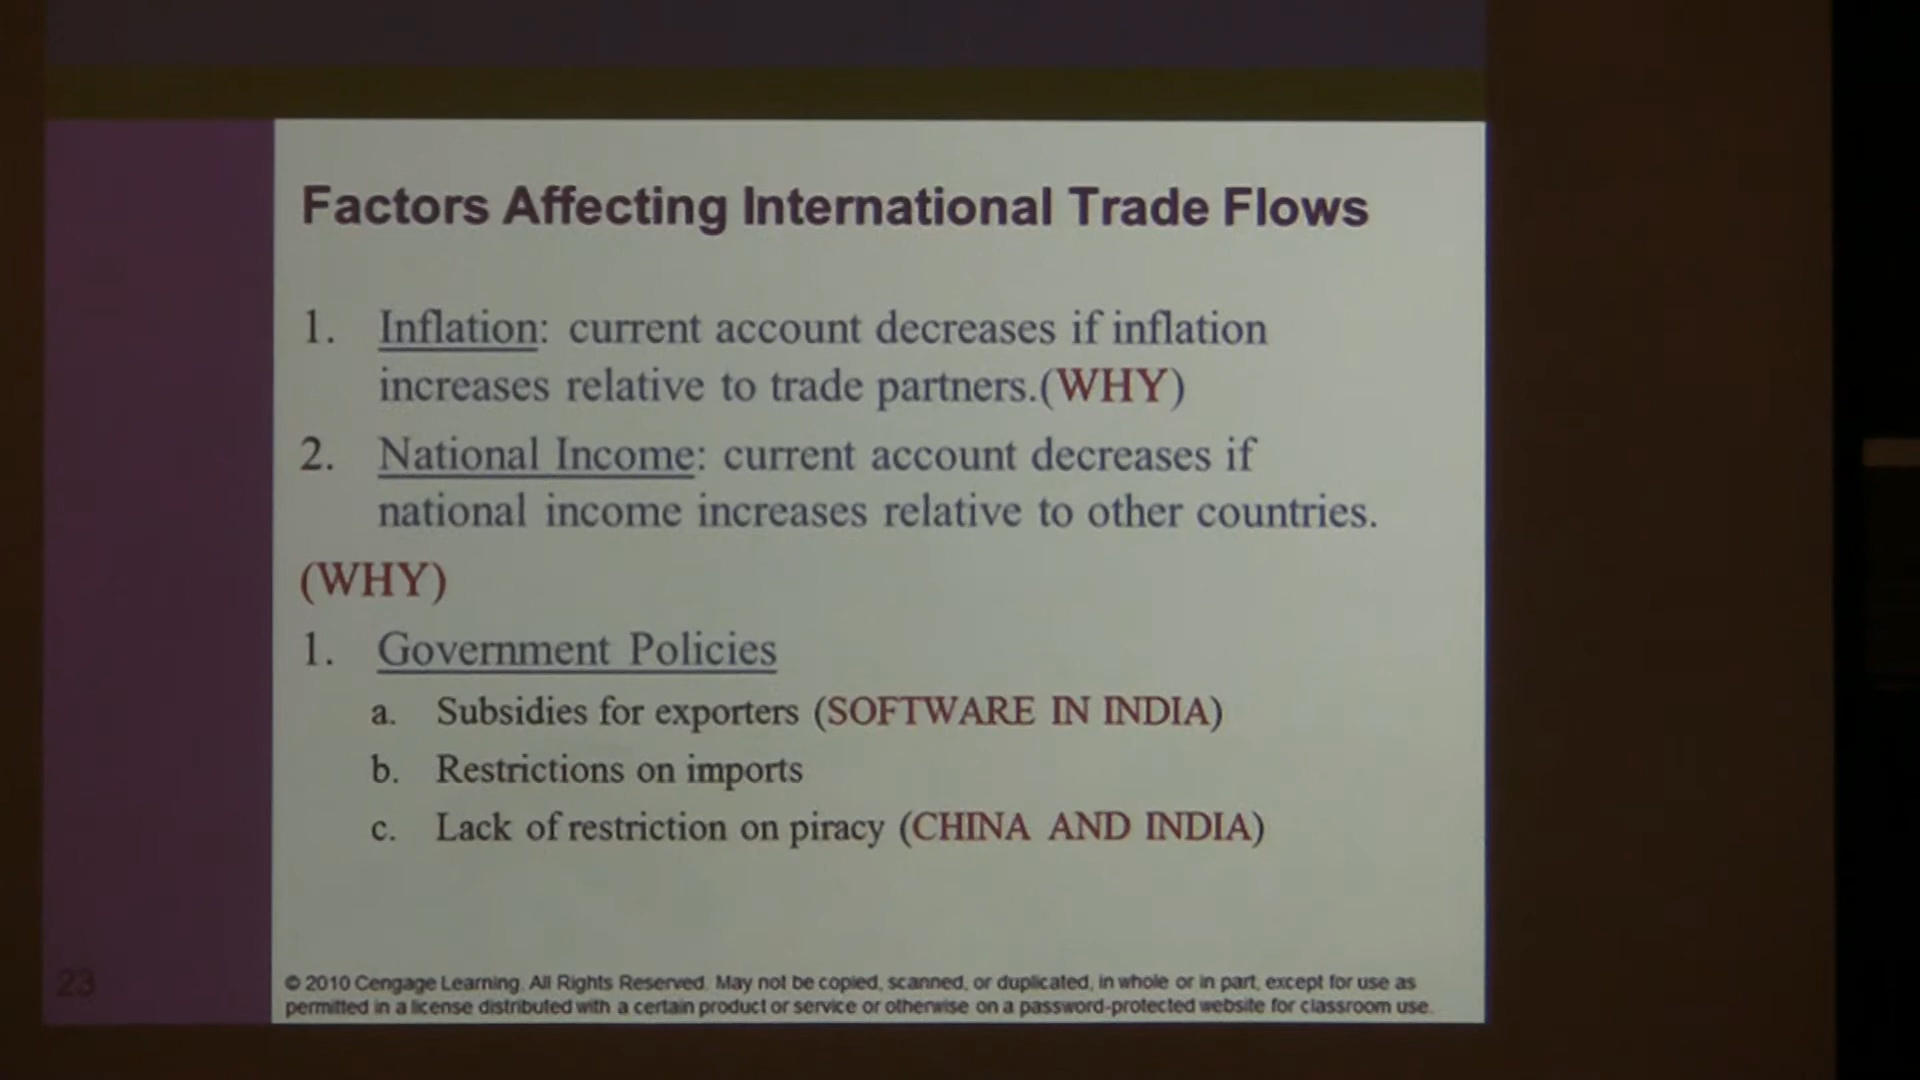 Factors Affecting International Trade Flows
1. Inflation: current account decreases if inflation
increases relative to trade partners.(WHY)
2. National Income: current account decreases if
national income increases relative to other countries.
(WHY)
1. Government Policies
a. Subsidies for exporters (SOFTWARE IN INDIA)
b. Restrictions on imports
c. Lack of restriction on piracy (CHINA AND INDIA)
23
© 2010 Cengage Learning. All Rights Reserved. May not be copied, scanned, or duplicated, in whole or in part, except for use as
permitted in a license distributed with a certain product or service or otherwise on a password-protected website for classroom use.